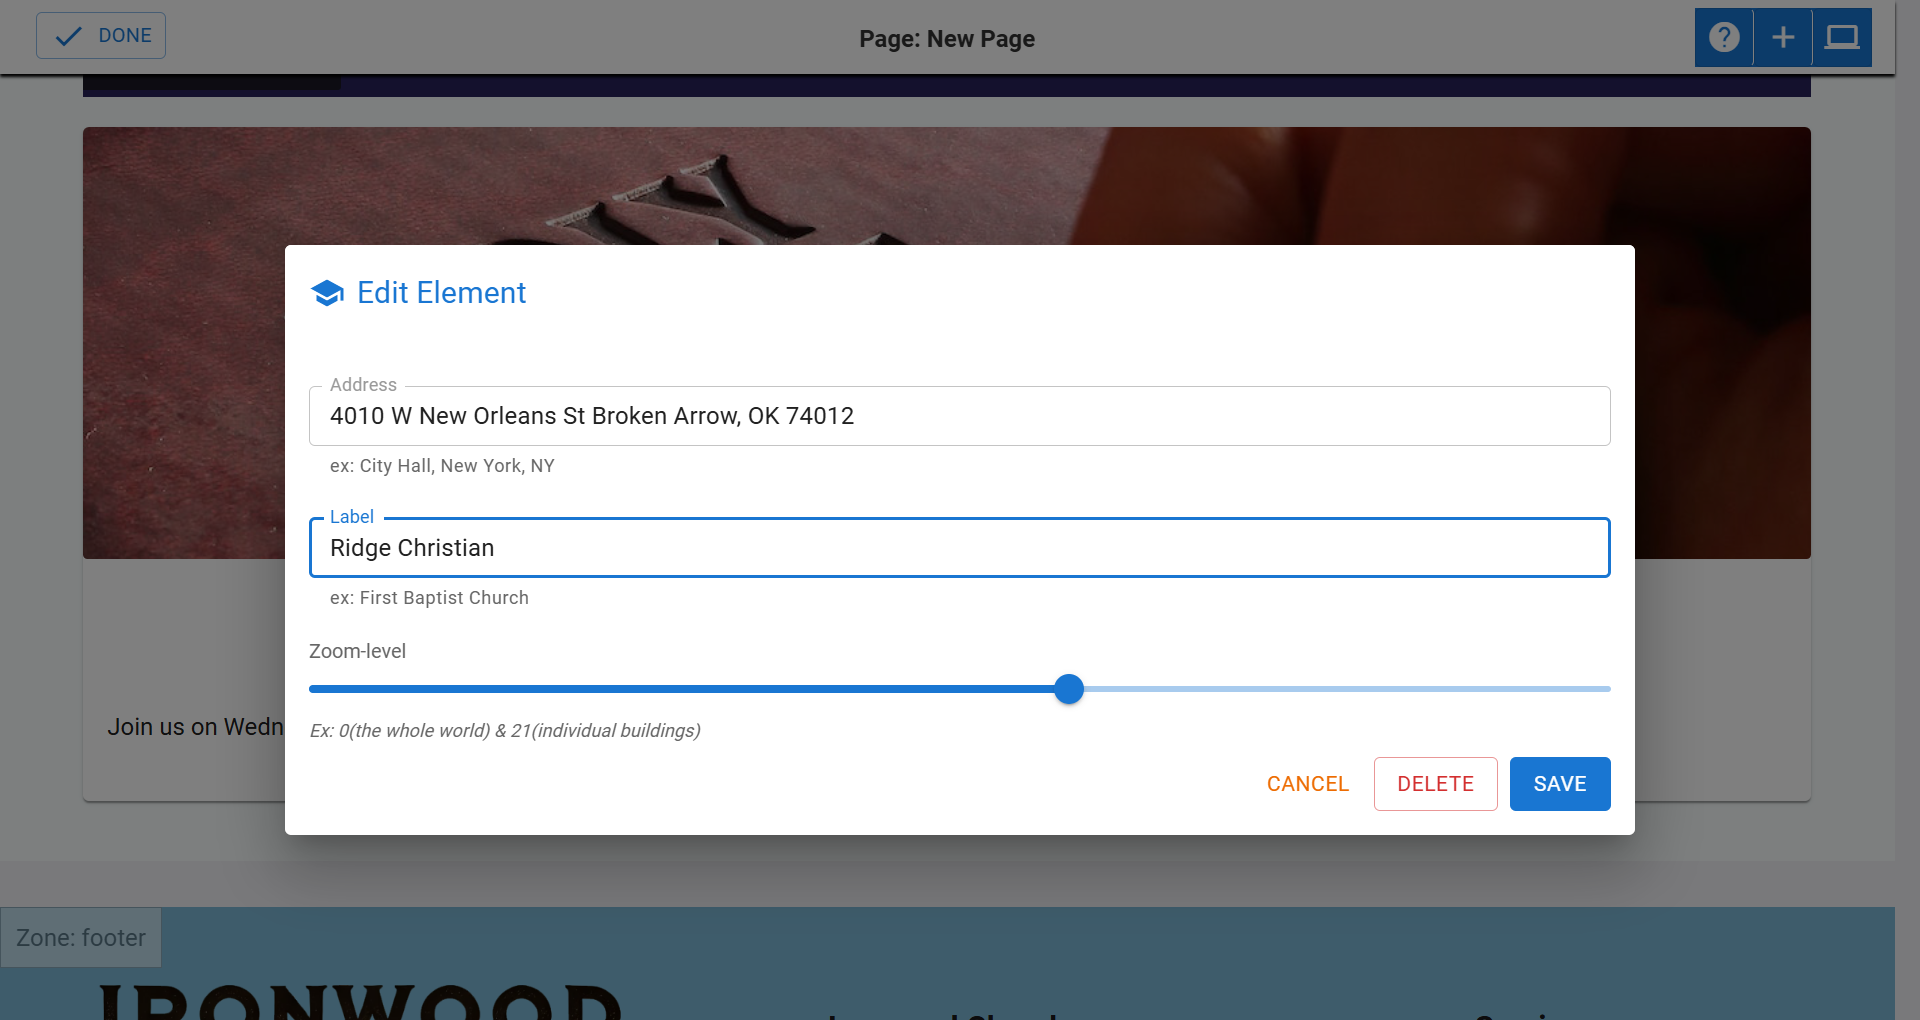 DONE
Page: New Page
Edit Element
Address
4010 W New Orleans St Broken Arrow, OK 74012
ex: City Hall, New York, NY
Label
Ridge Christian
ex: First Baptist Church
Zoom-level
Ex: 0(the whole world) & 21(individual buildings)
Join us on Wedn
CANCEL
DELETE
SAVE
Zone: footer
IRONWOOD